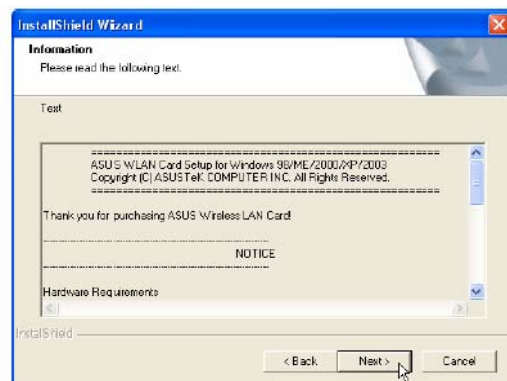 InstallShield Wizard
Information
Please read the following text.
Text
========================================================
ASUS WLAN Card Setup for Windows 98/ME/2000/XP/2003
Copyright (C) ASUSTeK COMPUTER INC. All Rights Reserved.
========================================================
Thank you for purchasing ASUS Wireless LAN Card!
--------------------------------------------------------
NOTICE
--------------------------------------------------------
Hardware Requirements
InstallShield
< Back
Next >
Cancel